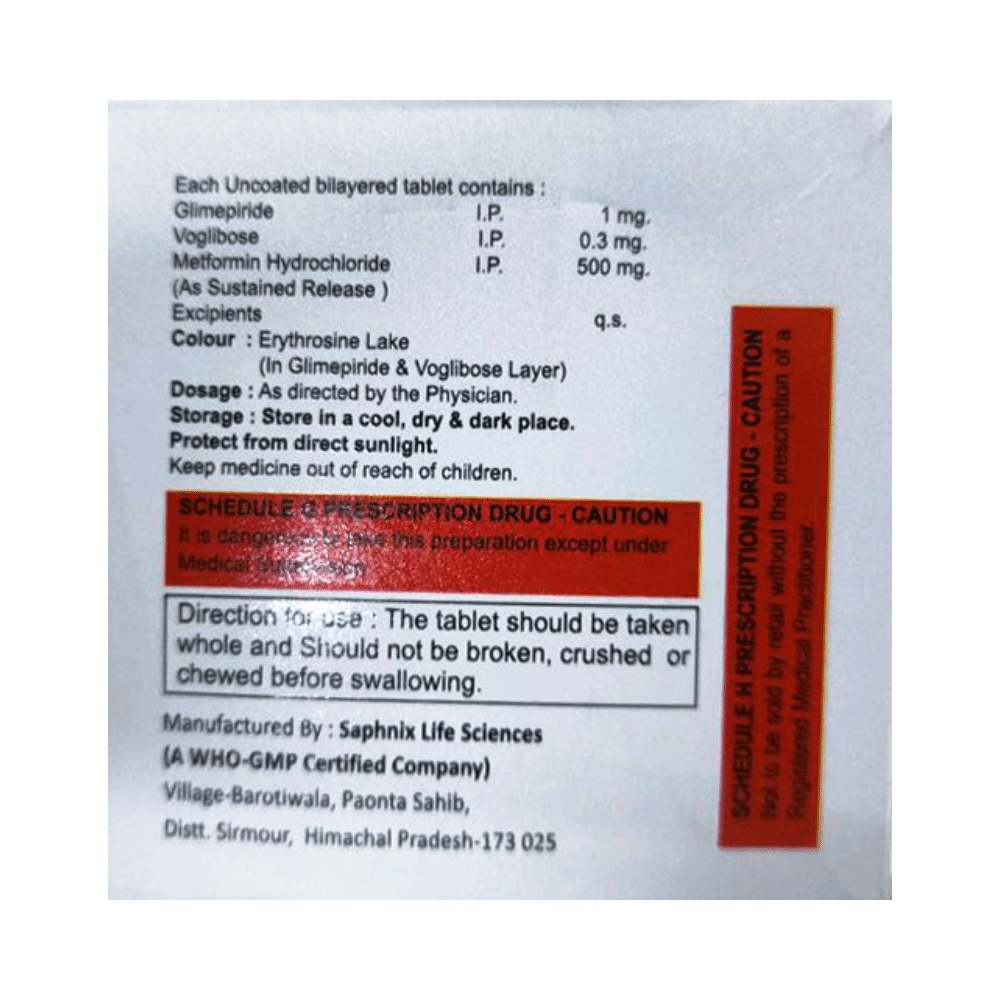 Each Uncoated bilayered tablet contains :
Glimepiride I.P. 1 mg.
Voglibose I.P. 0.3 mg.
Metformin Hydrochloride I.P. 500 mg.
(As Sustained Release )
Excipients q.s.
Colour : Erythrosine Lake
(In Glimepiride & Voglibose Layer)
Dosage : As directed by the Physician.
Storage : Store in a cool, dry & dark place.
Protect from direct sunlight.
Keep medicine out of reach of children.
SCHEDULE G PRESCRIPTION DRUG - CAUTION
It is dangerous to take this preparation except under
Medical Supervision
Direction for use : The tablet should be taken
whole and Should not be broken, crushed or
chewed before swallowing.
Manufactured By : Saphnix Life Sciences
(A WHO-GMP Certified Company)
Village-Barotiwala, Paonta Sahib,
Distt. Sirmour, Himachal Pradesh-173 025
SCHEDULE H PRESCRIPTION DRUG - CAUTION
Not to be sold by retail without the prescription of a
Registered Medical Practitioner.